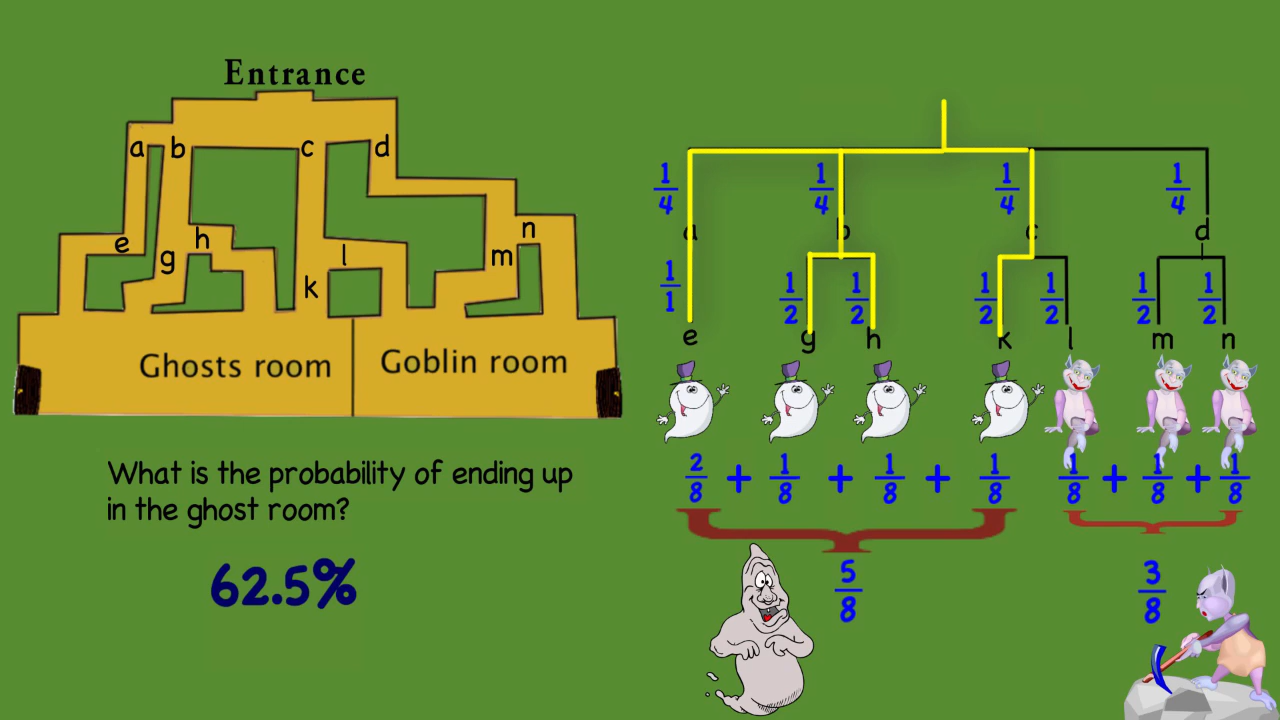 Entrance
a b c d
e g h k l m n
Ghosts room Goblin room
What is the probability of ending up
in the ghost room?
62.5%
1/4 1/4 1/4 1/4
a b c d
1/1 1/2 1/2 1/2 1/2 1/2 1/2
e g h k l m n
2/8 + 1/8 + 1/8 + 1/8 1/8 + 1/8 + 1/8
5/8 3/8